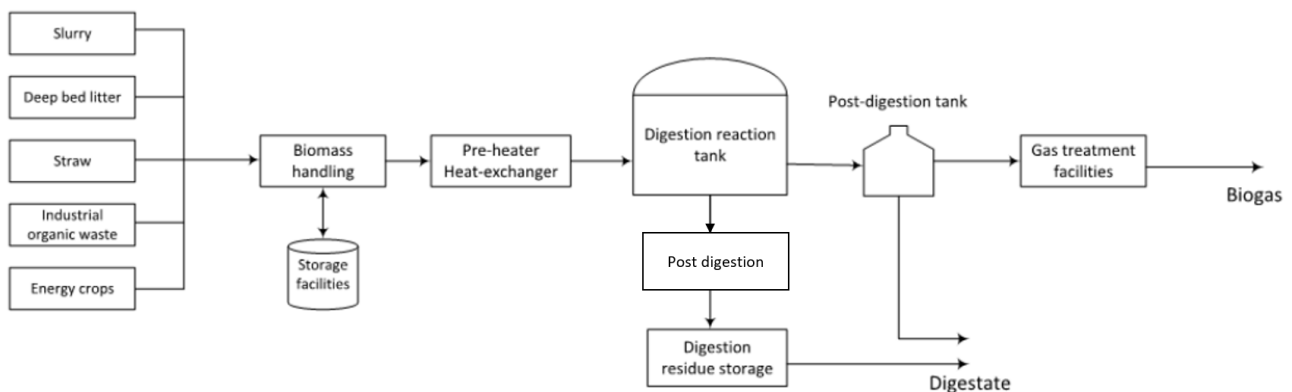 Slurry
Deep bed litter
Straw
Industrial
organic waste
Energy crops
Biomass
handling
Storage
facilities
Pre-heater
Heat-exchanger
Digestion reaction
tank
Post digestion
Digestion
residue storage
Post-digestion tank
Gas treatment
facilities
Biogas
Digestate